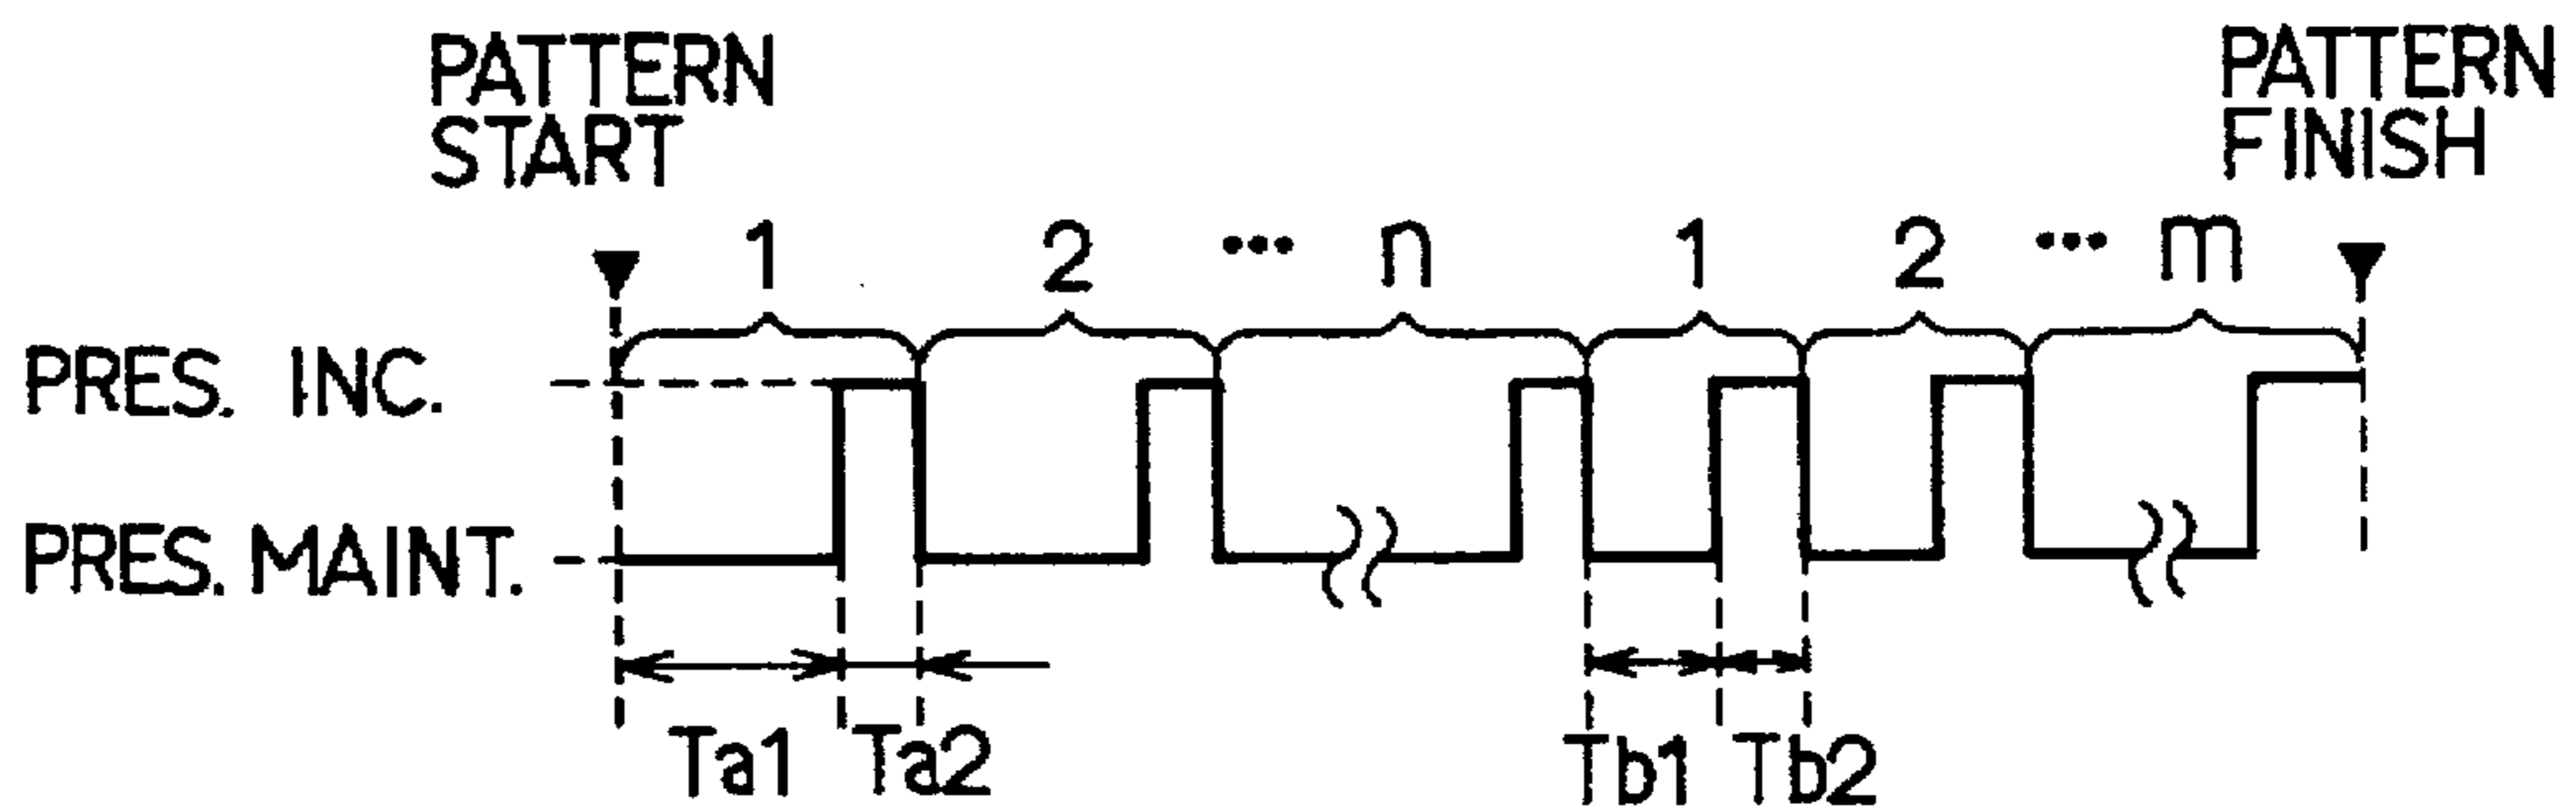 PATTERN
START
PATTERN
FINISH
1 2 ... n 1 2 ... m
PRES. INC.
PRES. MAINT.
Ta1 Ta2 Tb1 Tb2